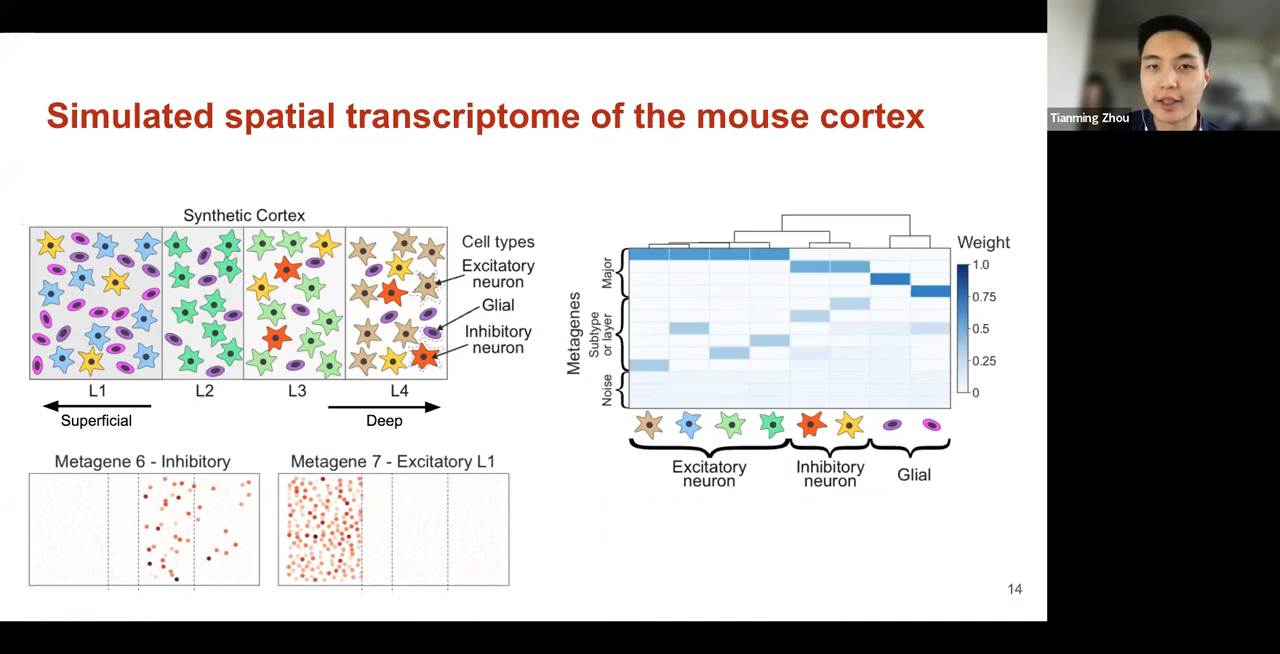 Tianming Zhou
Simulated spatial transcriptome of the mouse cortex
Synthetic Cortex
Cell types
Excitatory
neuron
Glial
Inhibitory
neuron
L1
L2
L3
L4
Superficial
Deep
Metagene 6 - Inhibitory
Metagene 7 - Excitatory L1
Metagenes
Major
Subtype
or layer
Noise
Weight
1.0
0.75
0.5
0.25
0
Excitatory
neuron
Inhibitory
neuron
Glial
14